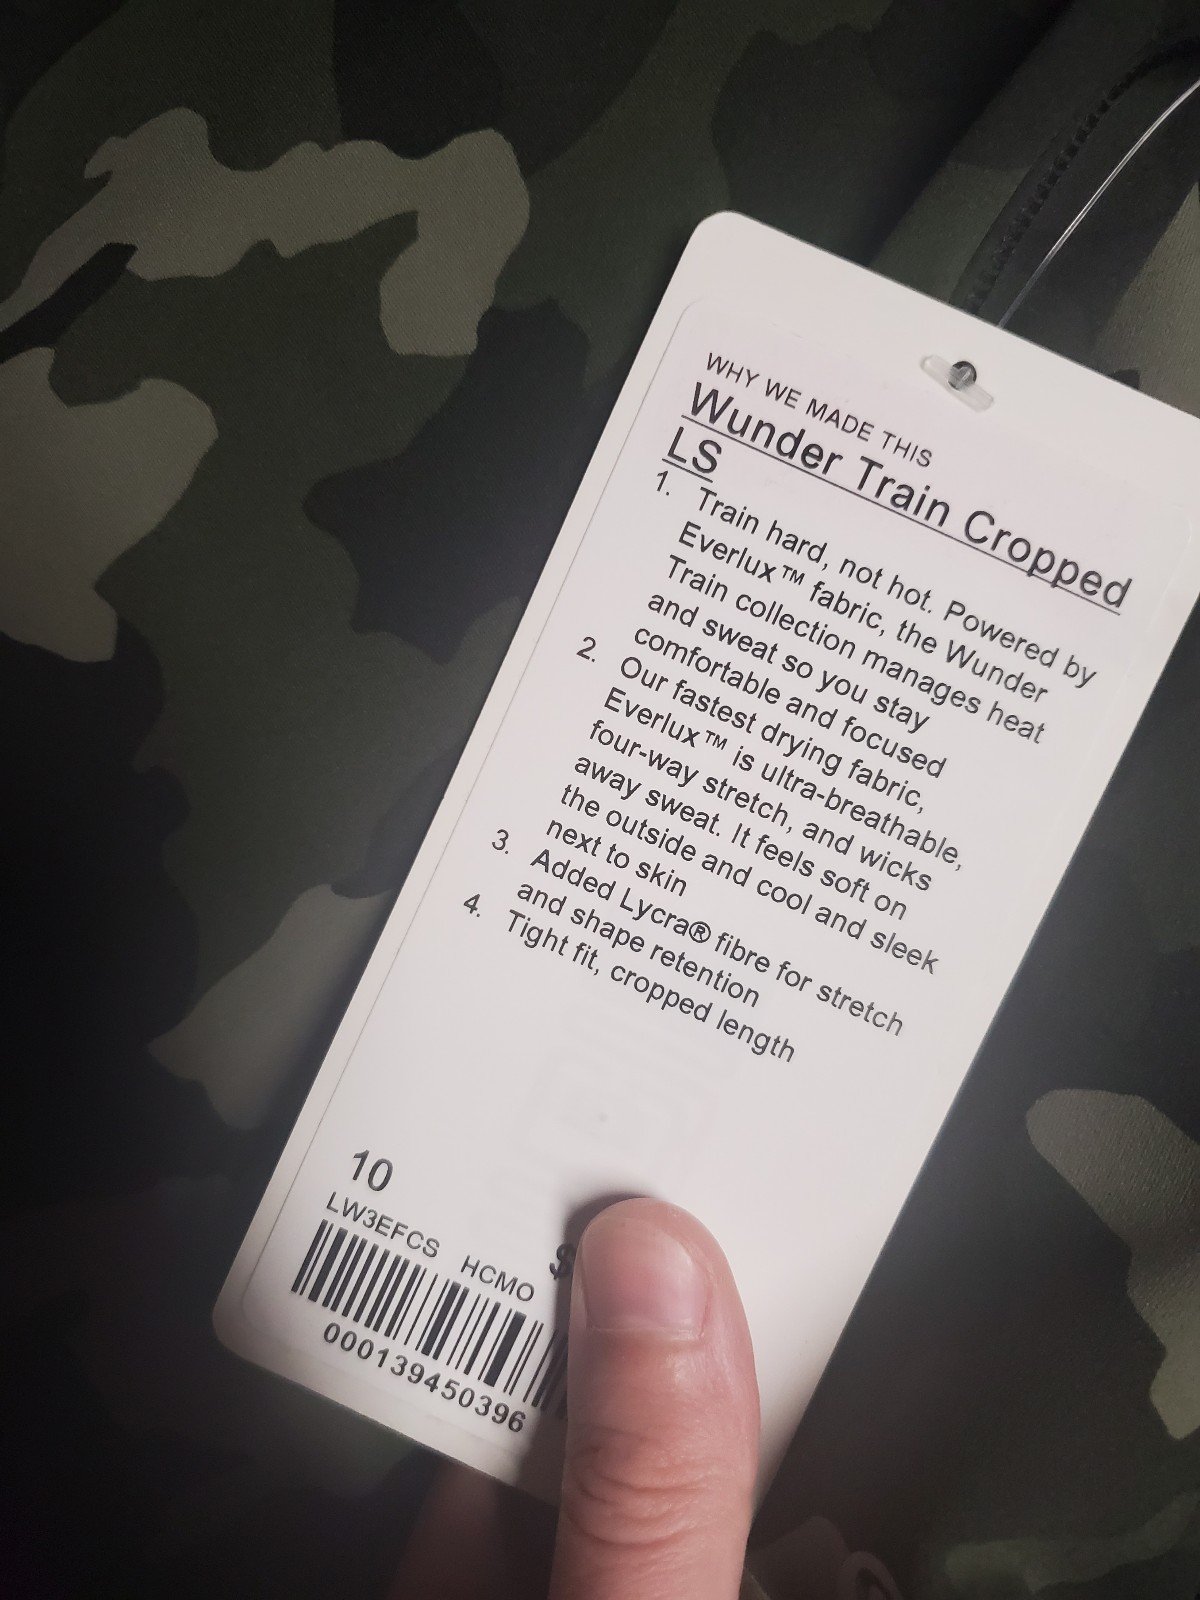 WHY WE MADE THIS
Wunder Train Cropped
LS
1. Train hard, not hot. Powered by
Everlux™ fabric, the Wunder
Train collection manages heat
and sweat so you stay
comfortable and focused
2. Our fastest drying fabric,
Everlux™ is ultra-breathable,
four-way stretch, and wicks
away sweat. It feels soft on
the outside and cool and sleek
next to skin
3. Added Lycra® fibre for stretch
and shape retention
4. Tight fit, cropped length
10
LW3EFCS HCMO $
000139450396